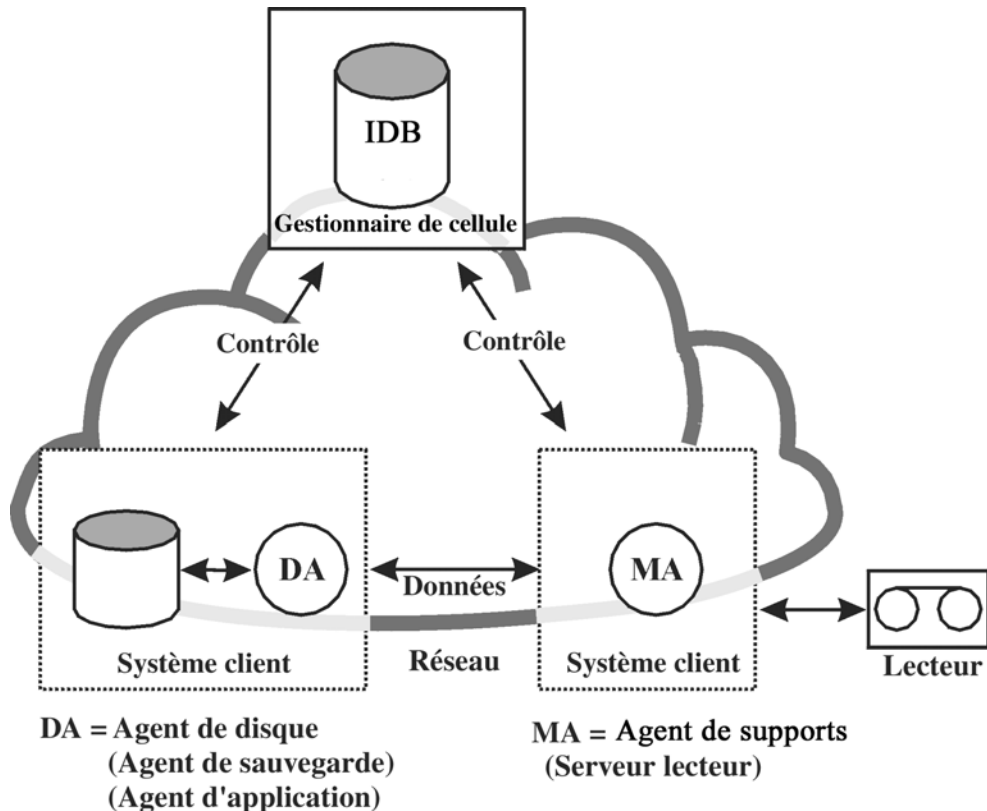 IDB
Gestionnaire de cellule
Contrôle
Contrôle
DA
Données
MA
Système client
Réseau
Système client
Lecteur
DA = Agent de disque
(Agent de sauvegarde)
(Agent d'application)
MA = Agent de supports
(Serveur lecteur)